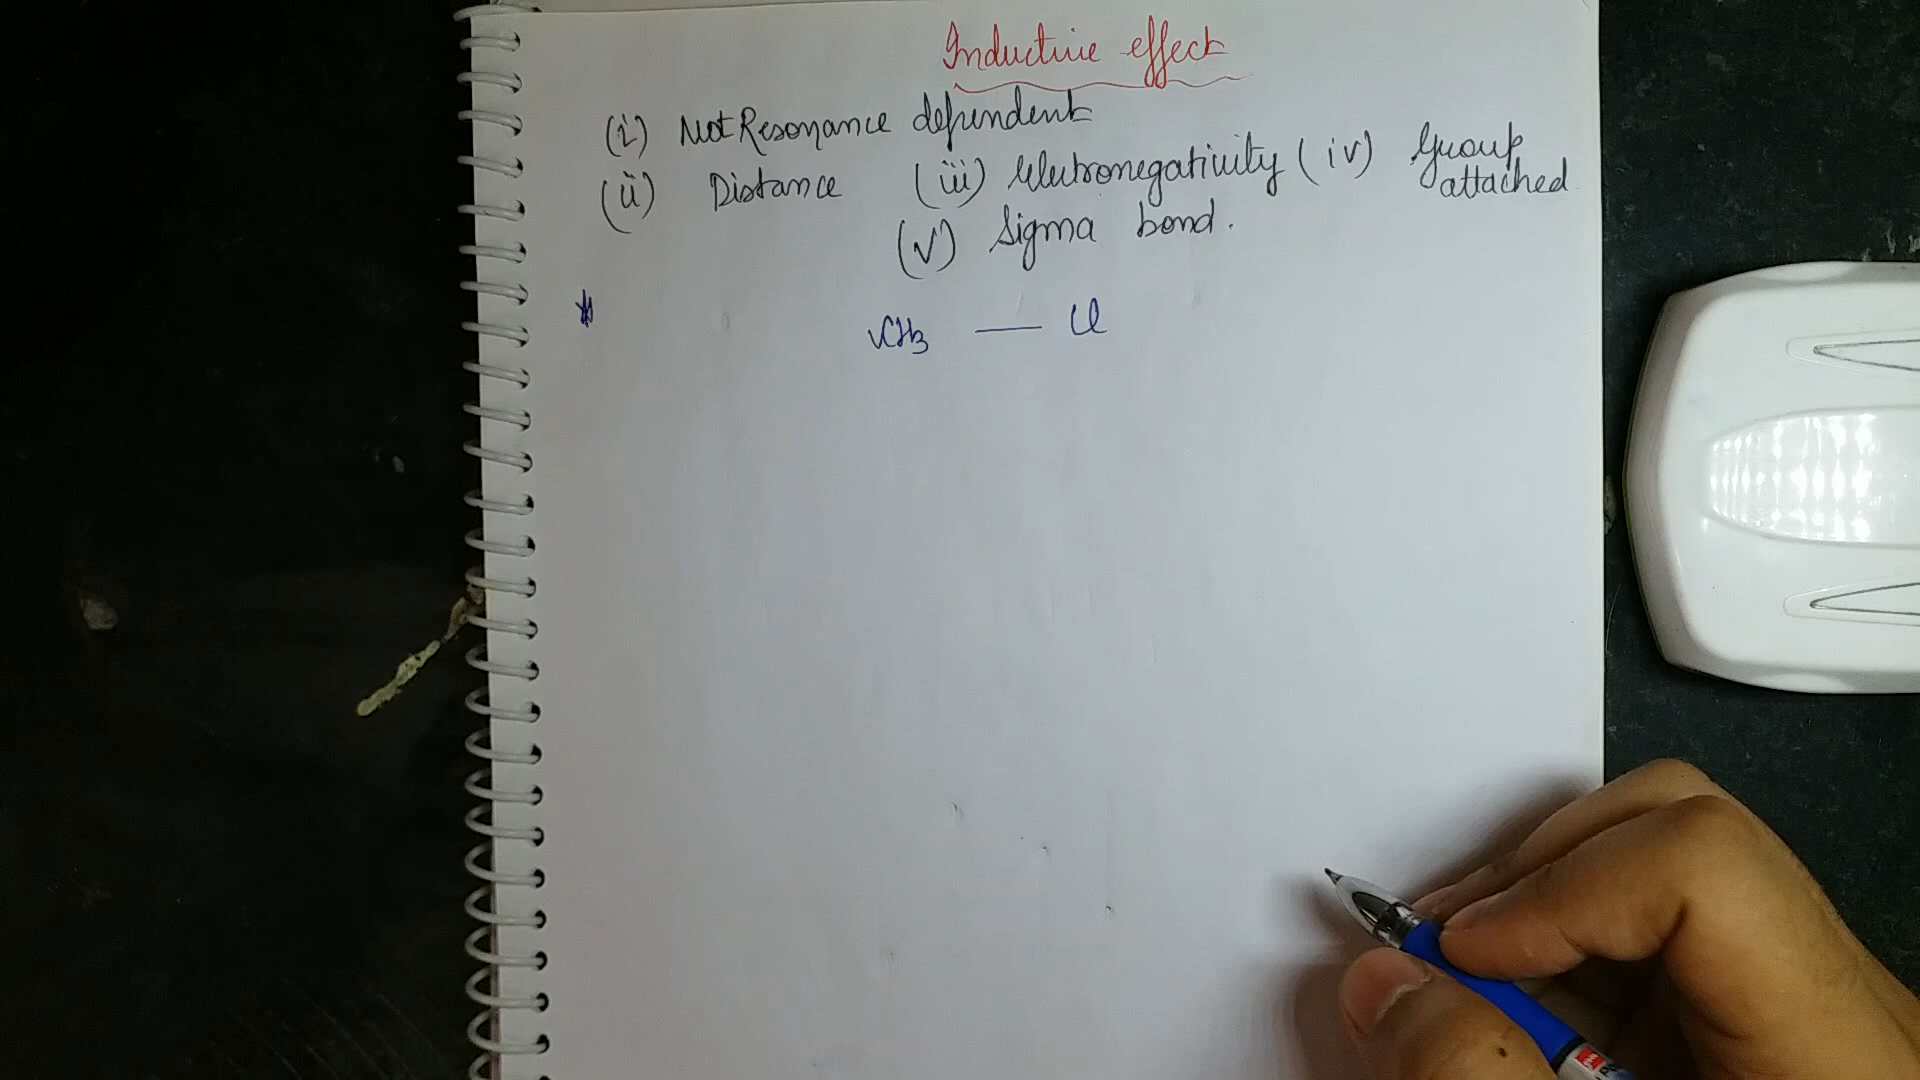 Inductive effect
(i) Not Resonance dependent
(ii) Distance (iii) Electronegativity (iv) Group attached
(v) Sigma bond.
* CH3 — Cl